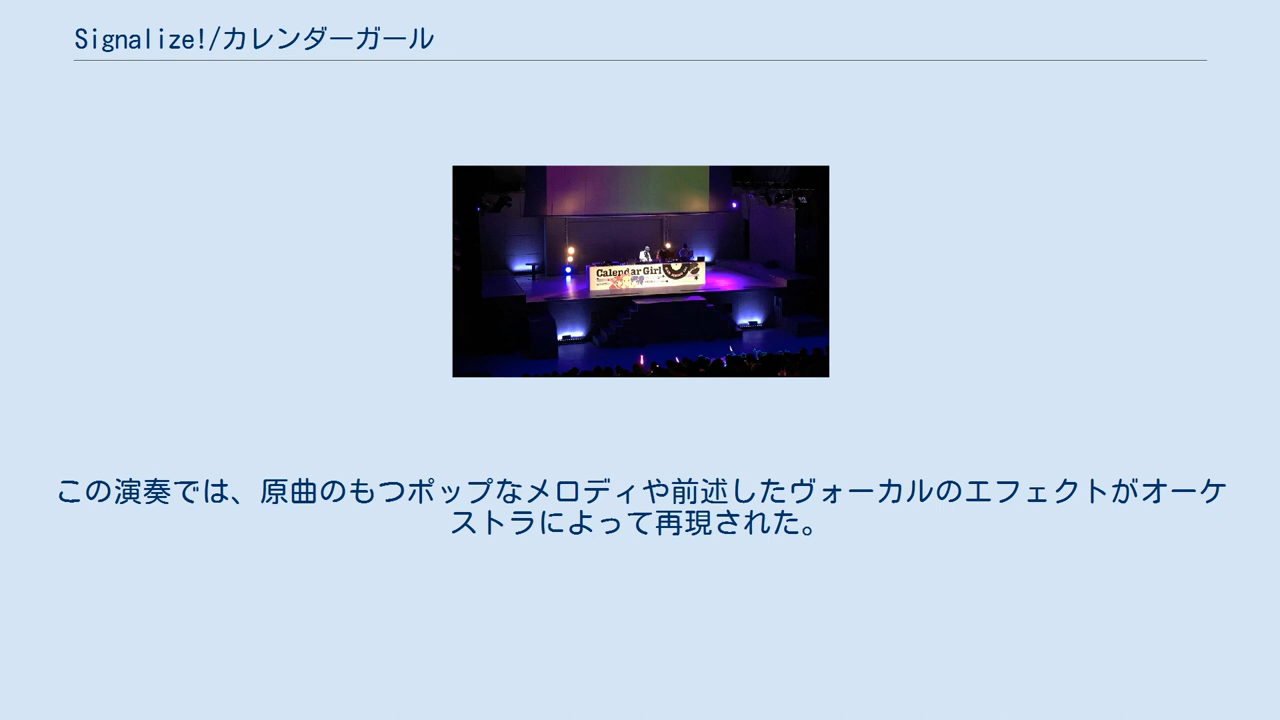 Signalize!/カレンダーガール
Calendar Girl
この演奏では、原曲のもつポップなメロディや前述したヴォーカルのエフェクトがオーケ
ストラによって再現された。